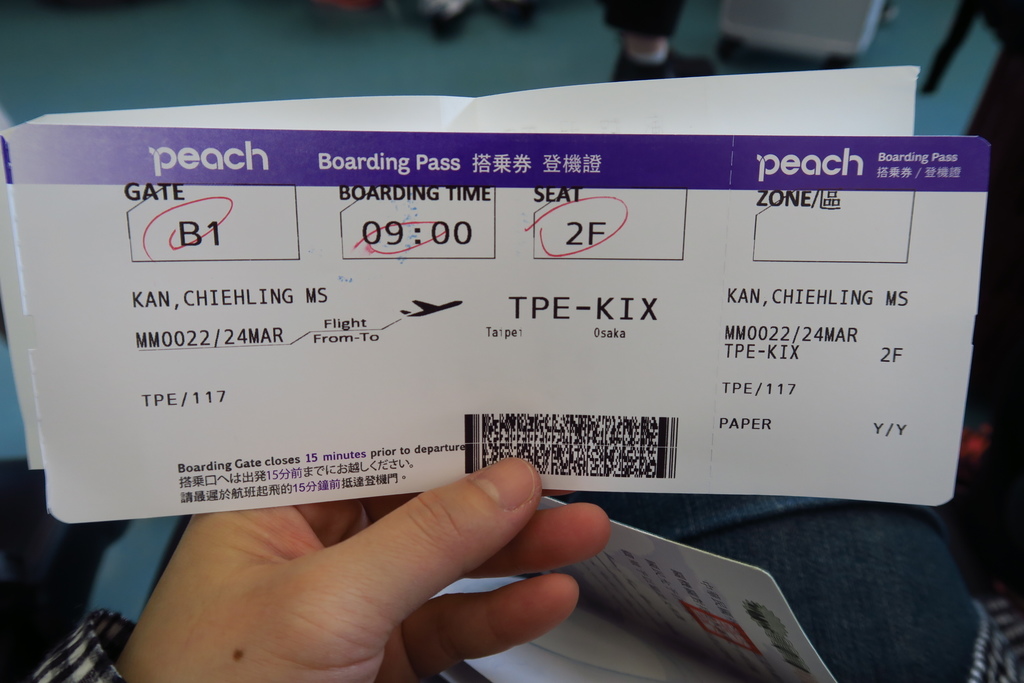 peach Boarding Pass 搭乗券 登機證
GATE BOARDING TIME SEAT
B1 09:00 2F
KAN,CHIEHLING MS
MM0022/24MAR Flight From-To TPE-KIX
Taipei Osaka
TPE/117
Boarding Gate closes 15 minutes prior to departure
搭乗口へは出発15分前までにお越しください。
請最遲於航班起飛的15分鐘前抵達登機門。
peach Boarding Pass
搭乗券 / 登機證
ZONE/區
KAN,CHIEHLING MS
MM0022/24MAR
TPE-KIX 2F
TPE/117
PAPER Y/Y